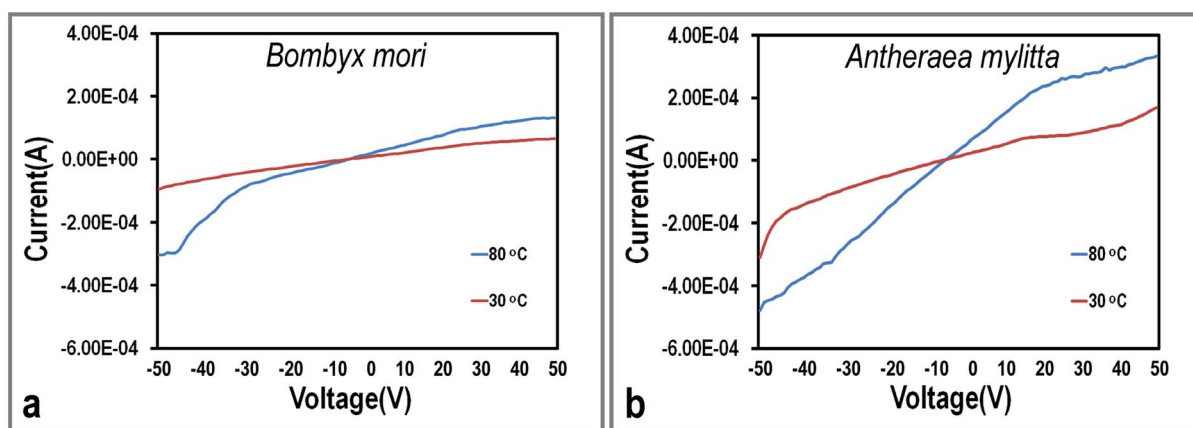 Bombyx mori
4.00E-04
2.00E-04
0.00E+00
-2.00E-04
-4.00E-04
-6.00E-04
Current(A)
80 oC
30 oC
-50 -40 -30 -20 -10 0 10 20 30 40 50
Voltage(V)
a
Antheraea mylitta
4.00E-04
2.00E-04
0.00E+00
-2.00E-04
-4.00E-04
-6.00E-04
Current(A)
80 oC
30 oC
-50 -40 -30 -20 -10 0 10 20 30 40 50
Voltage(V)
b